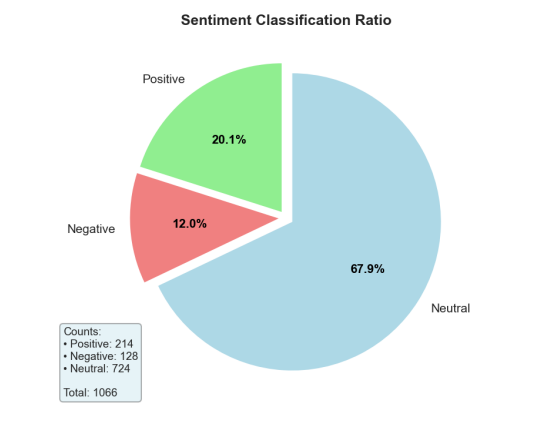 Sentiment Classification Ratio
Positive
20.1%
Negative
12.0%
67.9%
Neutral
Counts:
• Positive: 214
• Negative: 128
• Neutral: 724
Total: 1066